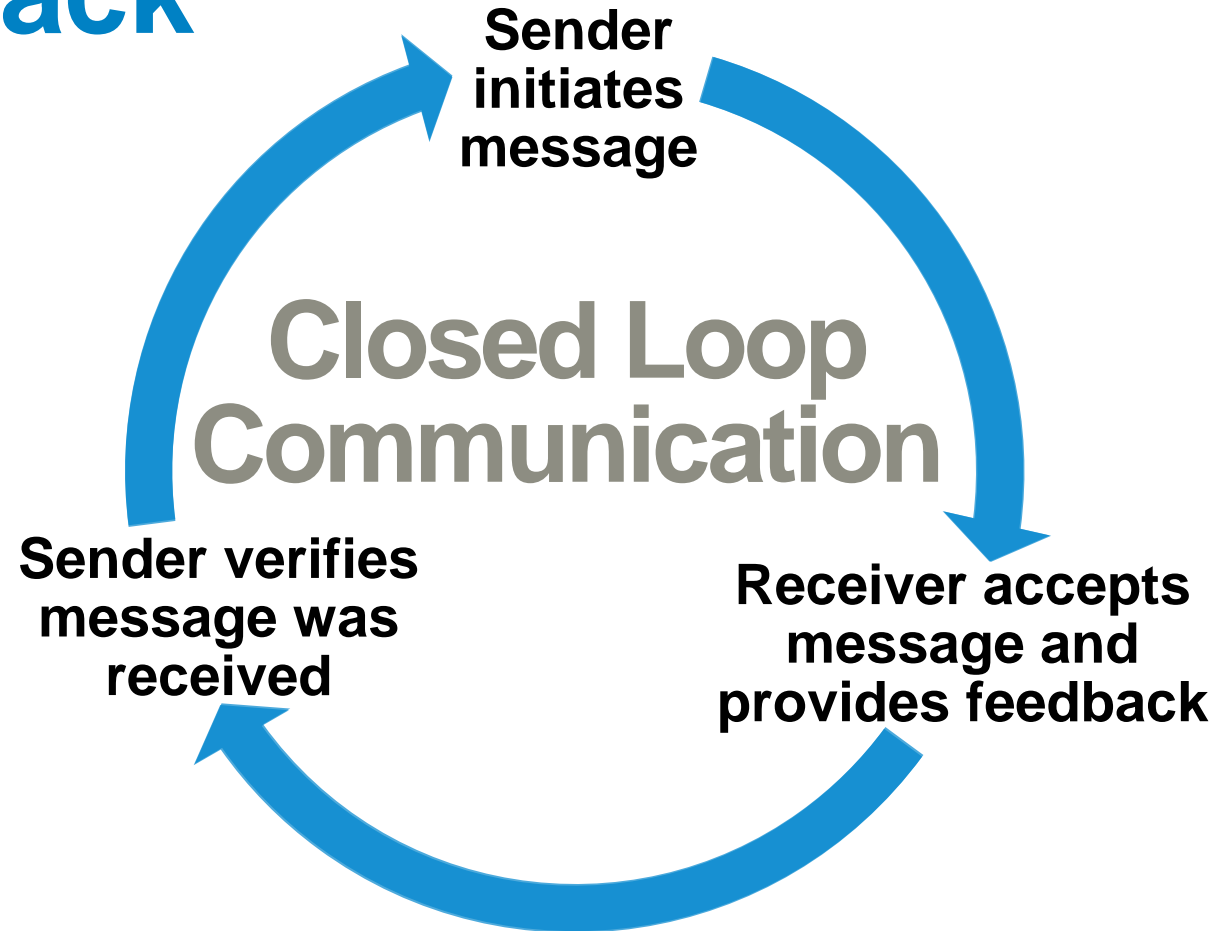 ack
Sender
initiates
message
Closed Loop
Communication
Sender verifies
message was
received
Receiver accepts
message and
provides feedback